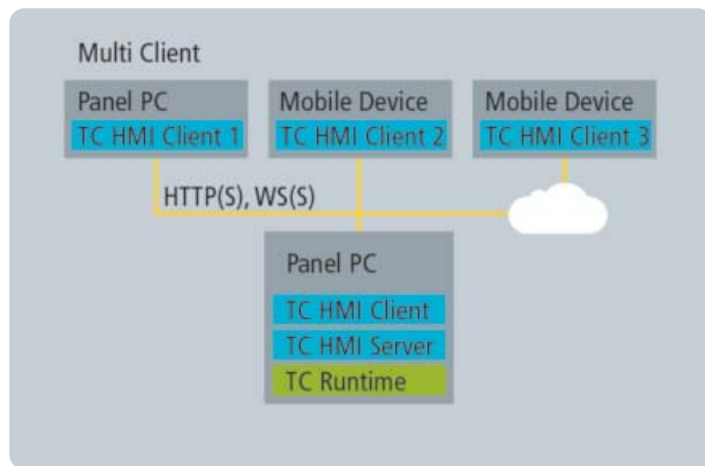 Multi Client
Panel PC
TC HMI Client 1
Mobile Device
TC HMI Client 2
Mobile Device
TC HMI Client 3
HTTP(S), WS(S)
Panel PC
TC HMI Client
TC HMI Server
TC Runtime